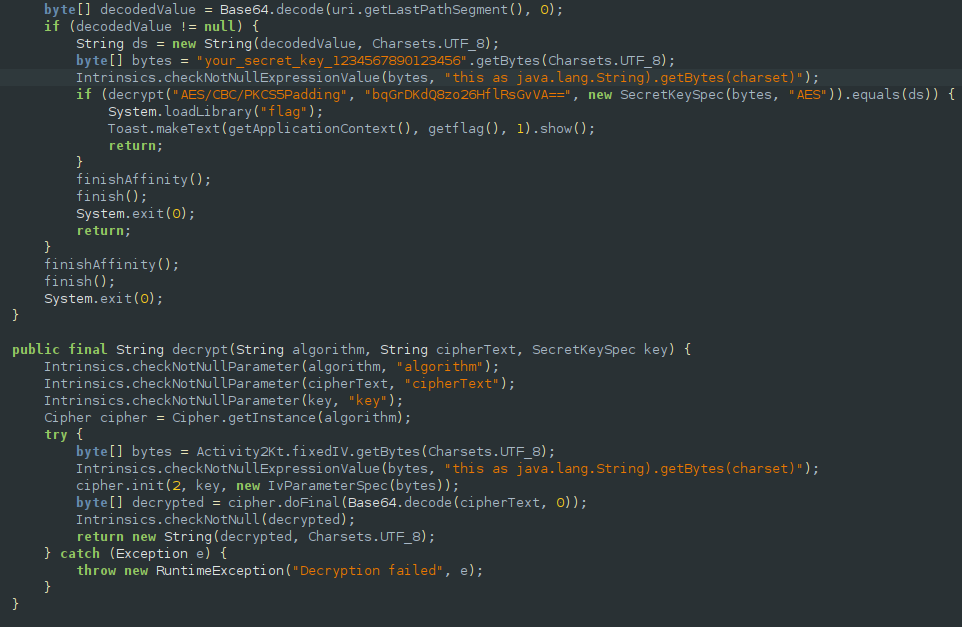 byte[] decodedValue = Base64.decode(uri.getLastPathSegment(), 0);
if (decodedValue != null) {
String ds = new String(decodedValue, Charsets.UTF_8);
byte[] bytes = "your_secret_key_1234567890123456".getBytes(Charsets.UTF_8);
Intrinsics.checkNotNullExpressionValue(bytes, "this as java.lang.String).getBytes(charset)");
if (decrypt("AES/CBC/PKCS5Padding", "bqGrDKdQ8zo26HflRsGvVA==", new SecretKeySpec(bytes, "AES")).equals(ds)) {
System.loadLibrary("flag");
Toast.makeText(getApplicationContext(), getflag(), 1).show();
return;
}
finishAffinity();
finish();
System.exit(0);
return;
}
finishAffinity();
finish();
System.exit(0);
}
public final String decrypt(String algorithm, String cipherText, SecretKeySpec key) {
Intrinsics.checkNotNullParameter(algorithm, "algorithm");
Intrinsics.checkNotNullParameter(cipherText, "cipherText");
Intrinsics.checkNotNullParameter(key, "key");
Cipher cipher = Cipher.getInstance(algorithm);
try {
byte[] bytes = Activity2Kt.fixedIV.getBytes(Charsets.UTF_8);
Intrinsics.checkNotNullExpressionValue(bytes, "this as java.lang.String).getBytes(charset)");
cipher.init(2, key, new IvParameterSpec(bytes));
byte[] decrypted = cipher.doFinal(Base64.decode(cipherText, 0));
Intrinsics.checkNotNull(decrypted);
return new String(decrypted, Charsets.UTF_8);
} catch (Exception e) {
throw new RuntimeException("Decryption failed", e);
}
}